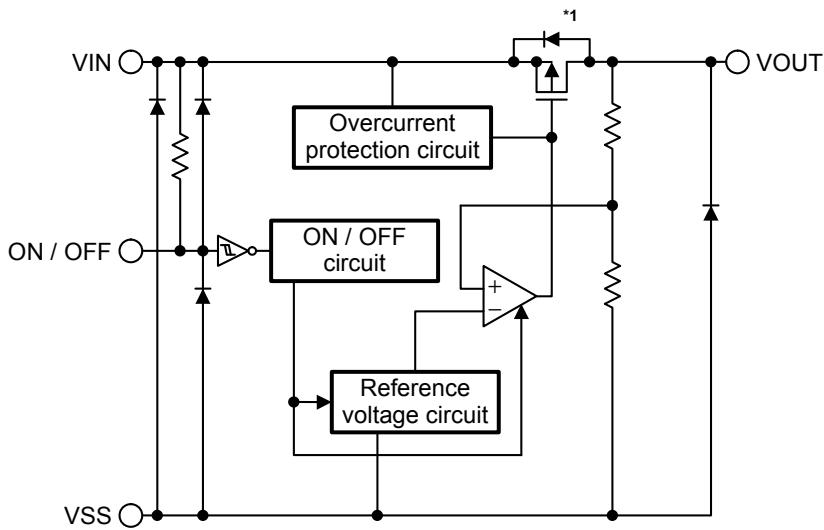 *1
VIN
VOUT
Overcurrent
protection circuit
ON / OFF
ON / OFF
circuit
+
−
Reference
voltage circuit
VSS